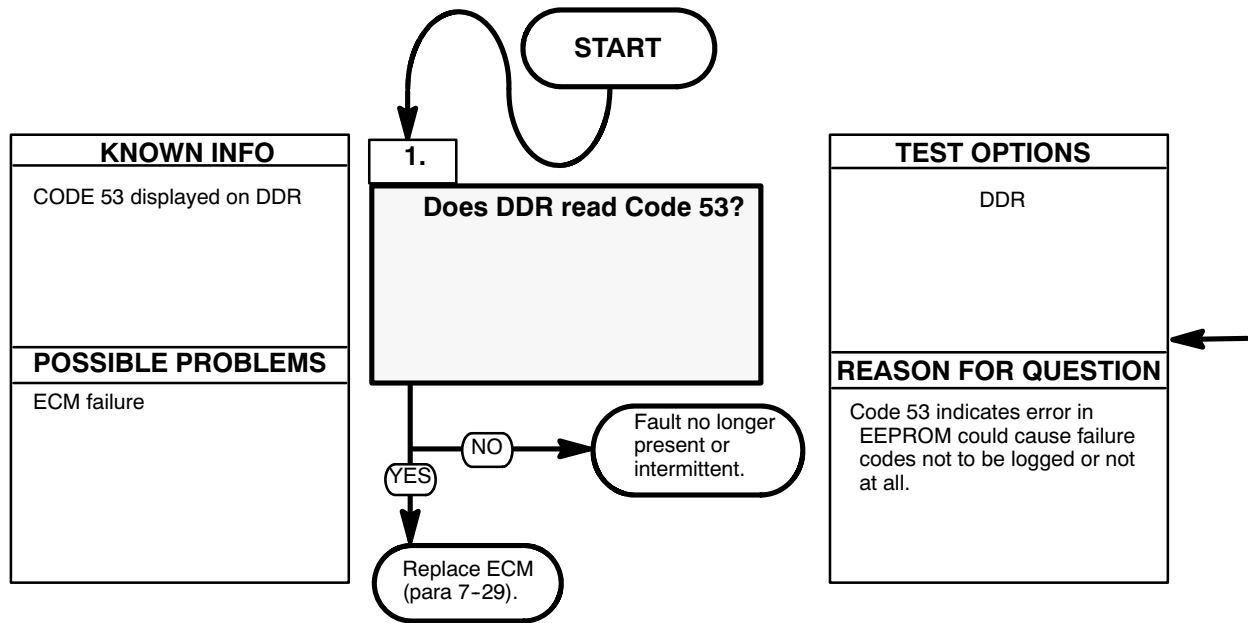 START
KNOWN INFO
CODE 53 displayed on DDR
POSSIBLE PROBLEMS
ECM failure
1.
Does DDR read Code 53?
NO
Fault no longer
present or
intermittent.
YES
Replace ECM
(para 7-29).
TEST OPTIONS
DDR
REASON FOR QUESTION
Code 53 indicates error in
EEPROM could cause failure
codes not to be logged or not
at all.